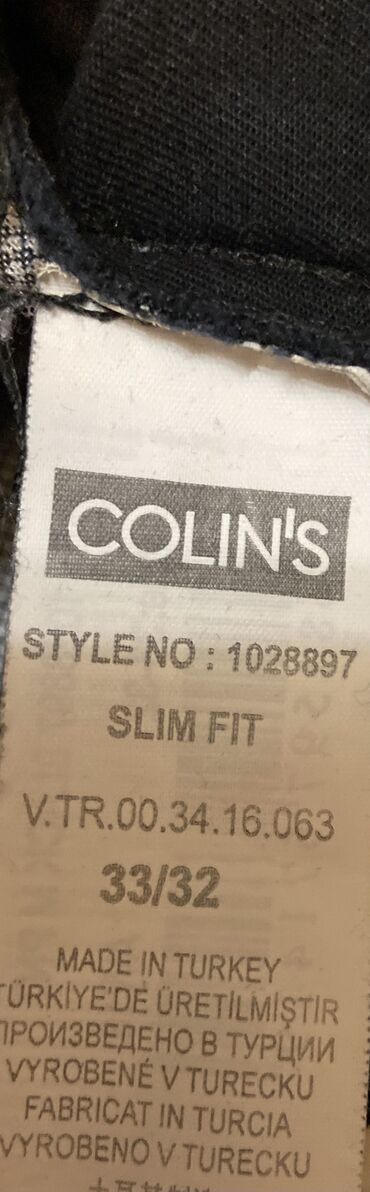 COLIN'S
STYLE NO : 1028897
SLIM FIT
V.TR.00.34.16.063
33/32
MADE IN TURKEY
TÜRKİYE'DE ÜRETİLMİŞTİR
ПРОИЗВЕДЕНО В ТУРЦИИ
VYROBENÉ V TURECKU
FABRICAT IN TURCIA
VYROBENO V TURECKU